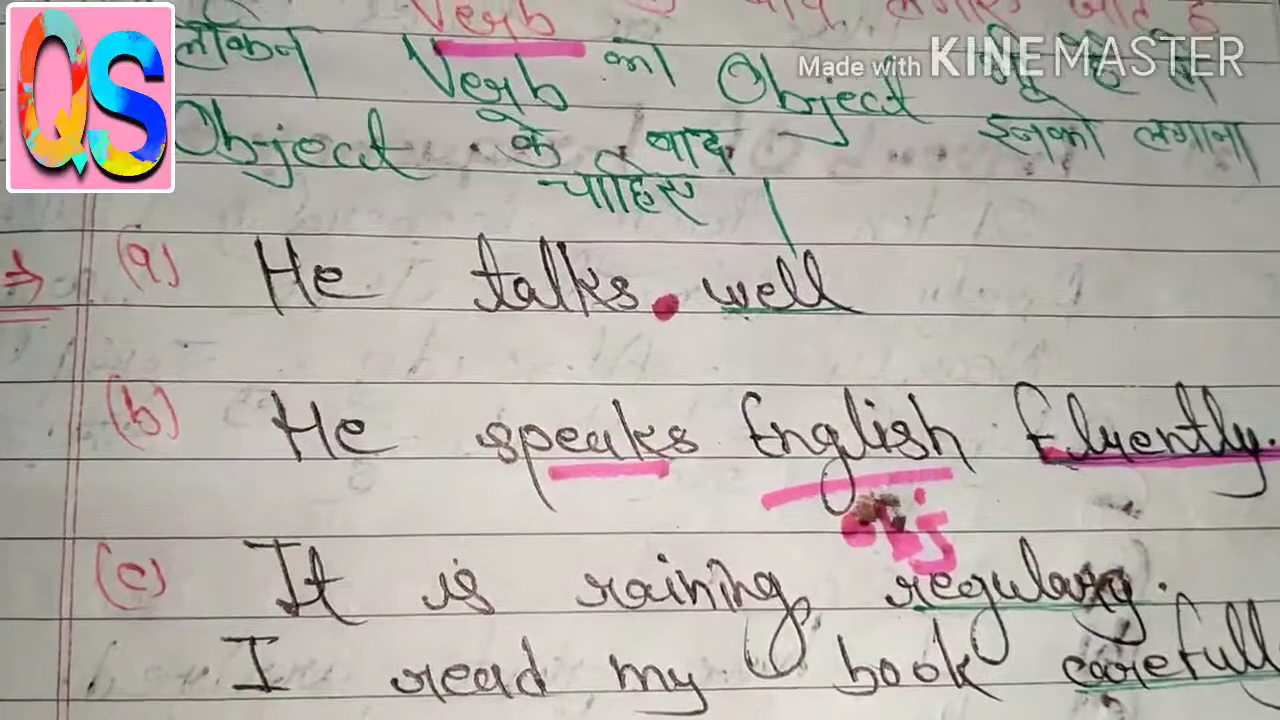 Verb के बाद लगाए जाते है
QS
Made with KINEMASTER
लेकिन Verb का Object
Object के बाद इनको लगाना
चाहिए ।
⇒ (a) He talks. well
(b) He speaks English fluently.
obj
(c) It is raining regularly.
I read my book carefull